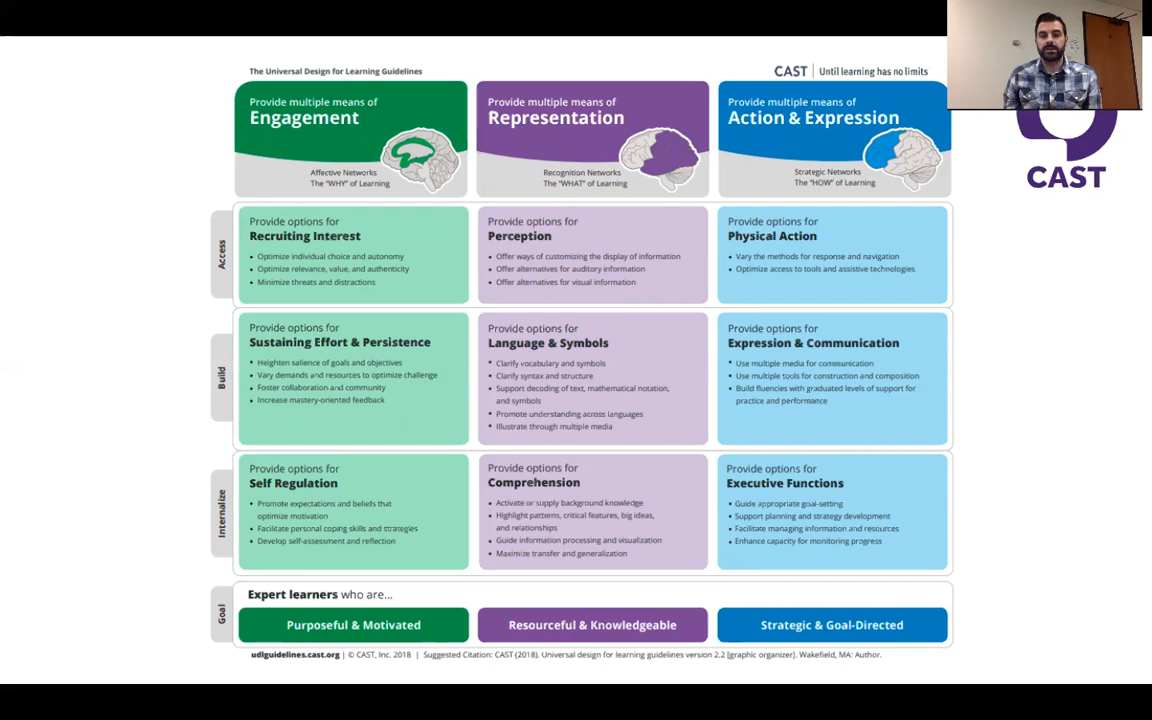 The Universal Design for Learning Guidelines
CAST | Until learning has no limits
Provide multiple means of
Engagement
Affective Networks
The "WHY" of Learning
Provide multiple means of
Representation
Recognition Networks
The "WHAT" of Learning
Provide multiple means of
Action & Expression
Strategic Networks
The "HOW" of Learning
CAST
Access
Provide options for
Recruiting Interest
• Optimize individual choice and autonomy
• Optimize relevance, value, and authenticity
• Minimize threats and distractions
Provide options for
Perception
• Offer ways of customizing the display of information
• Offer alternatives for auditory information
• Offer alternatives for visual information
Provide options for
Physical Action
• Vary the methods for response and navigation
• Optimize access to tools and assistive technologies
Build
Provide options for
Sustaining Effort & Persistence
• Heighten salience of goals and objectives
• Vary demands and resources to optimize challenge
• Foster collaboration and community
• Increase mastery-oriented feedback
Provide options for
Language & Symbols
• Clarify vocabulary and symbols
• Clarify syntax and structure
• Support decoding of text, mathematical notation,
and symbols
• Promote understanding across languages
• Illustrate through multiple media
Provide options for
Expression & Communication
• Use multiple media for communication
• Use multiple tools for construction and composition
• Build fluencies with graduated levels of support for
practice and performance
Internalize
Provide options for
Self Regulation
• Promote expectations and beliefs that
optimize motivation
• Facilitate personal coping skills and strategies
• Develop self-assessment and reflection
Provide options for
Comprehension
• Activate or supply background knowledge
• Highlight patterns, critical features, big ideas,
and relationships
• Guide information processing and visualization
• Maximize transfer and generalization
Provide options for
Executive Functions
• Guide appropriate goal-setting
• Support planning and strategy development
• Facilitate managing information and resources
• Enhance capacity for monitoring progress
Goal
Expert learners who are...
Purposeful & Motivated
Resourceful & Knowledgeable
Strategic & Goal-Directed
udlguidelines.cast.org | © CAST, Inc. 2018 | Suggested Citation: CAST (2018). Universal design for learning guidelines version 2.2 [graphic organizer]. Wakefield, MA: Author.